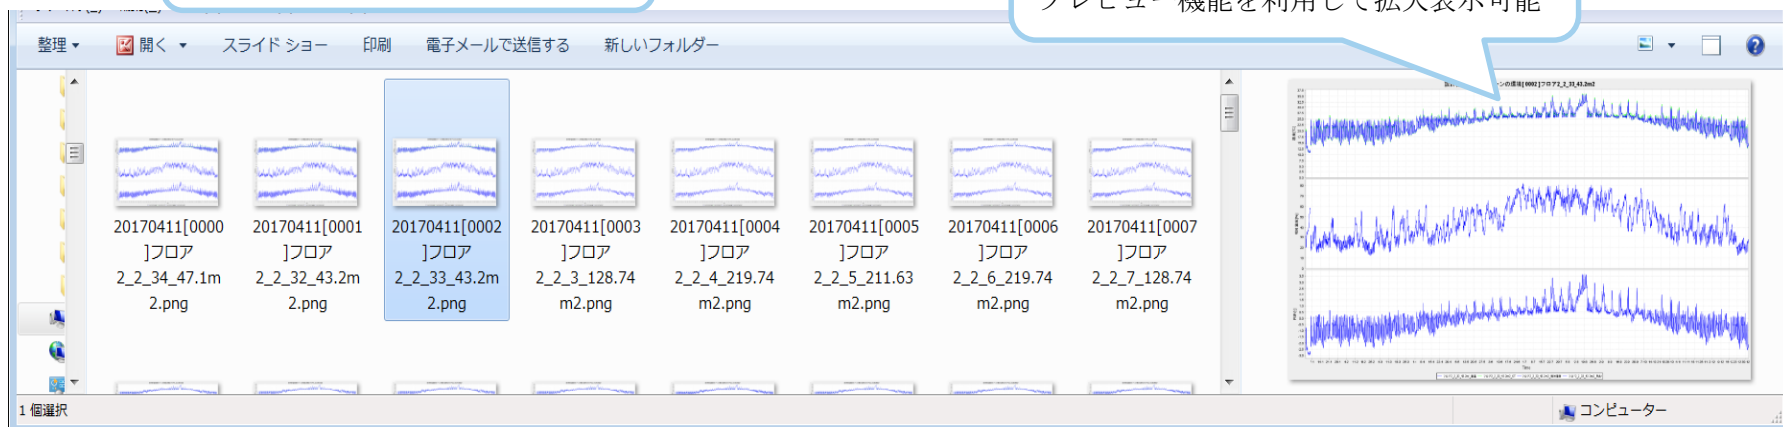 プレビュー機能を利用して拡大表示可能
整理 開く スライド ショー 印刷 電子メールで送信する 新しいフォルダー
20170411[0000
]フロア
2_2_34_47.1m
2.png
20170411[0001
]フロア
2_2_32_43.2m
2.png
20170411[0002
]フロア
2_2_33_43.2m
2.png
20170411[0003
]フロア
2_2_3_128.74
m2.png
20170411[0004
]フロア
2_2_4_219.74
m2.png
20170411[0005
]フロア
2_2_5_211.63
m2.png
20170411[0006
]フロア
2_2_6_219.74
m2.png
20170411[0007
]フロア
2_2_7_128.74
m2.png
1 個選択
コンピューター